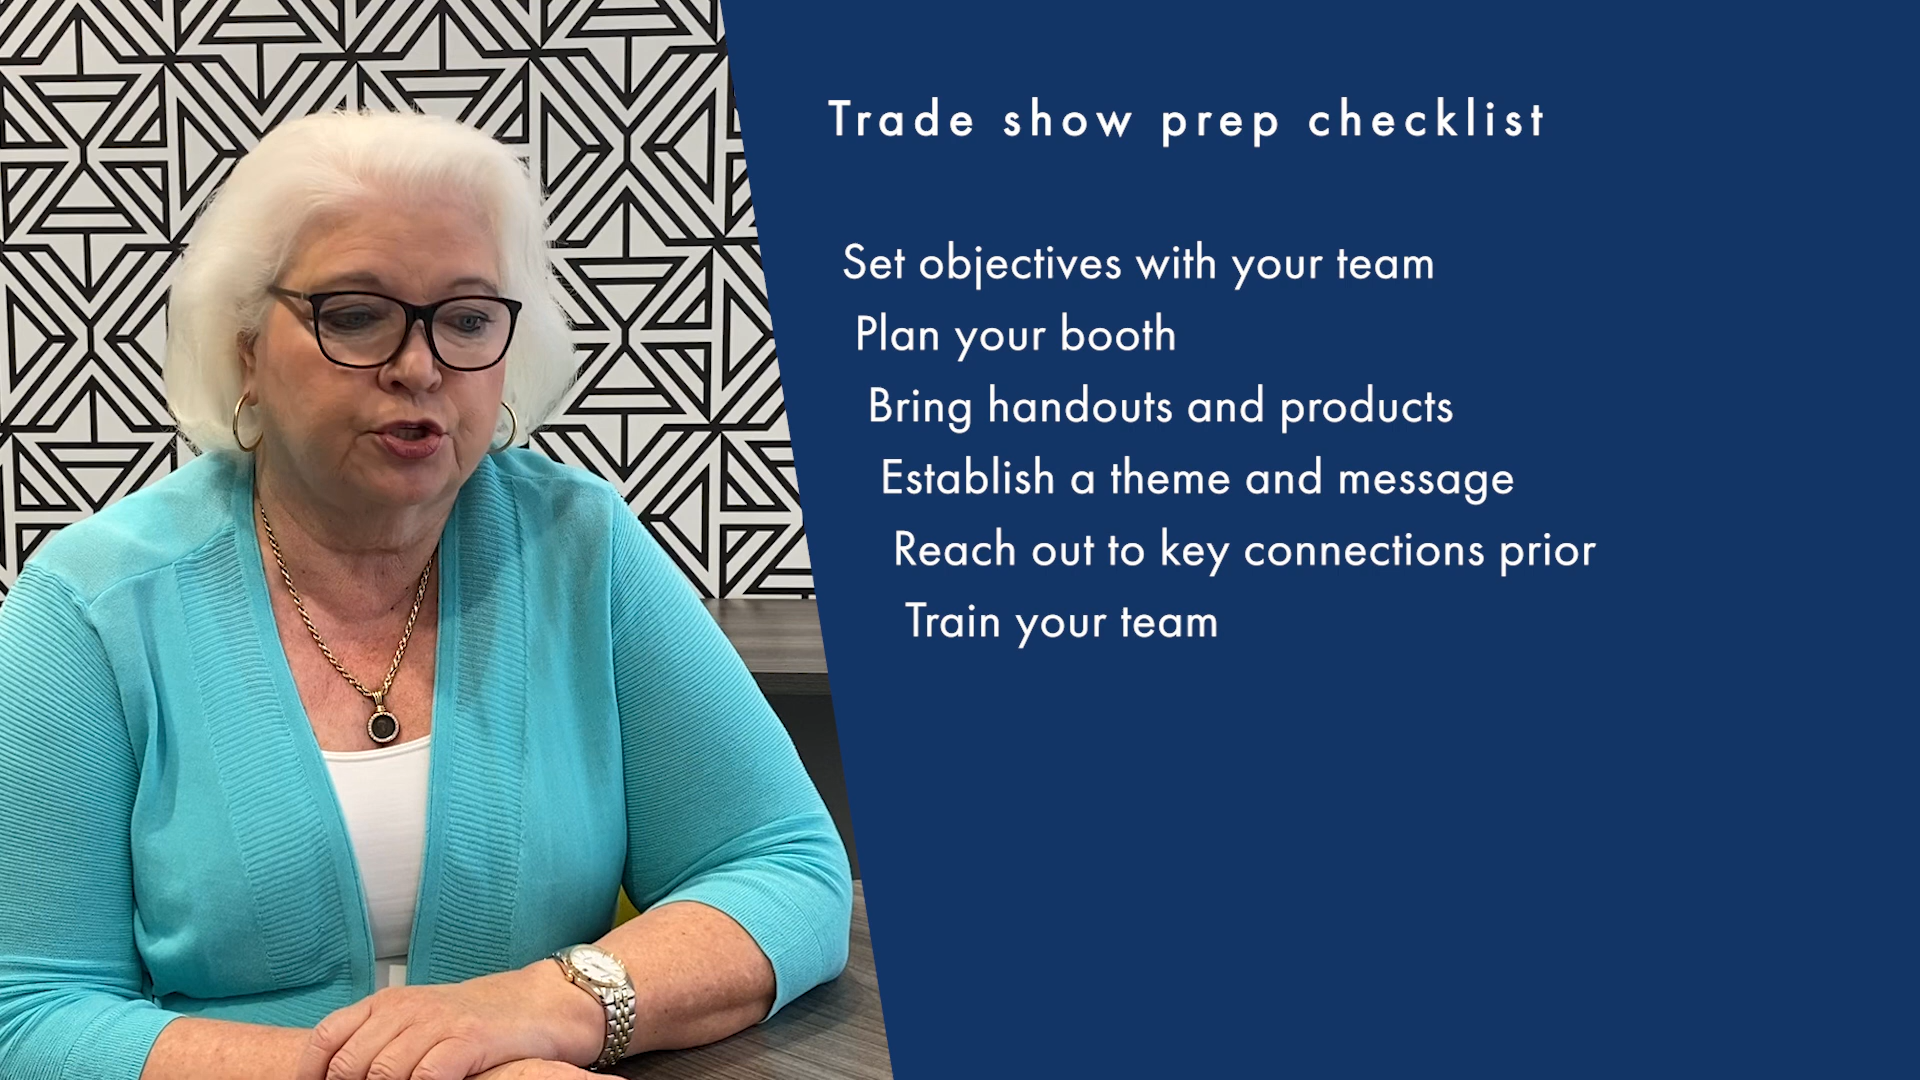 Trade show prep checklist
Set objectives with your team
Plan your booth
Bring handouts and products
Establish a theme and message
Reach out to key connections prior
Train your team